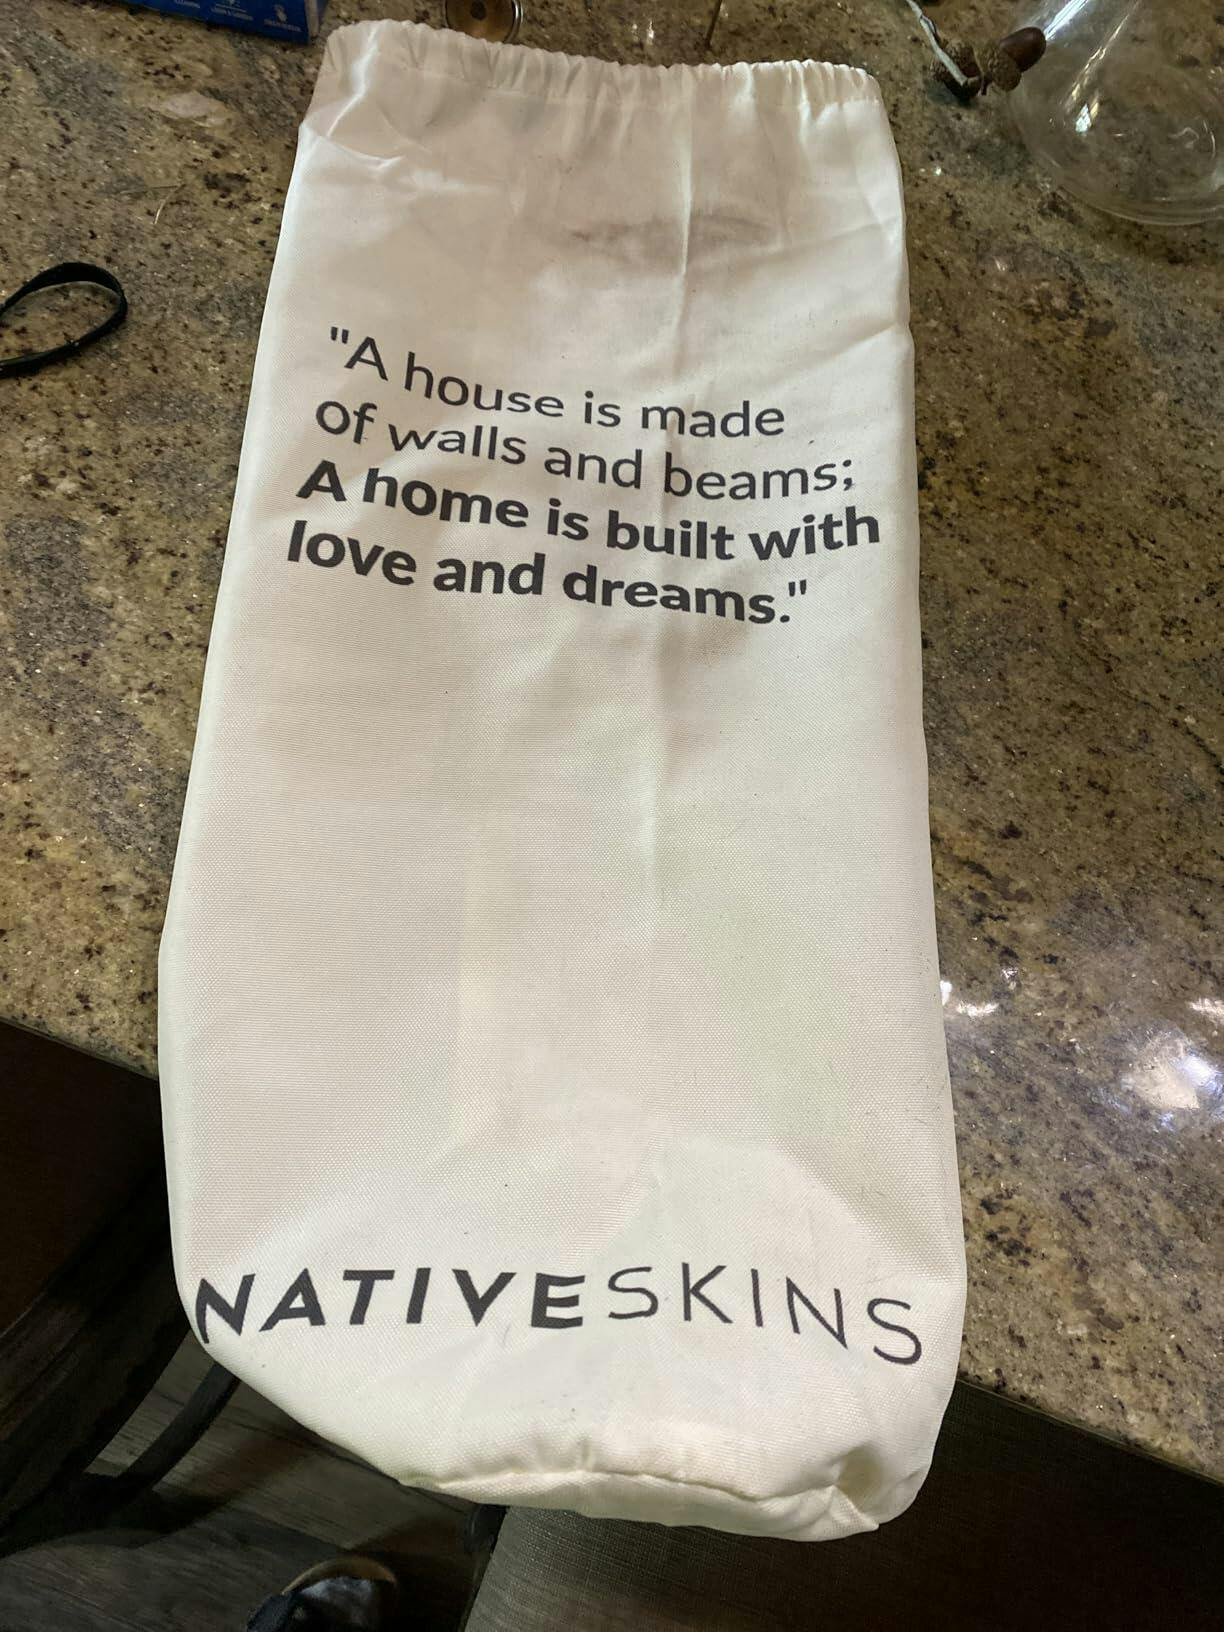 "A house is made
of walls and beams;
A home is built with
love and dreams."
NATIVESKINS